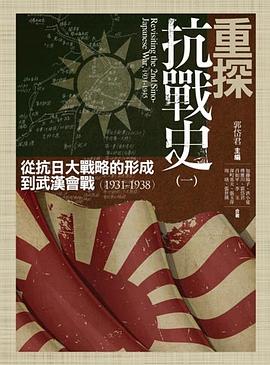 重探
抗戰史
(一)
Revisiting the 2nd Sino-
Japanese War, 1931-1945
郭岱君 主編
從抗日大戰略的形成
到武漢會戰(1931-1938)